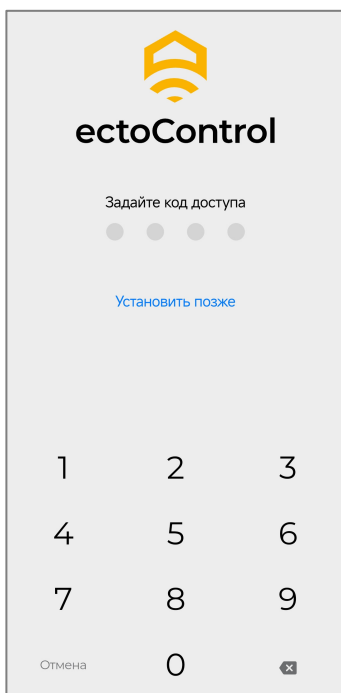 ectoControl
Задайте код доступа
Установить позже
1 2 3
4 5 6
7 8 9
Отмена 0